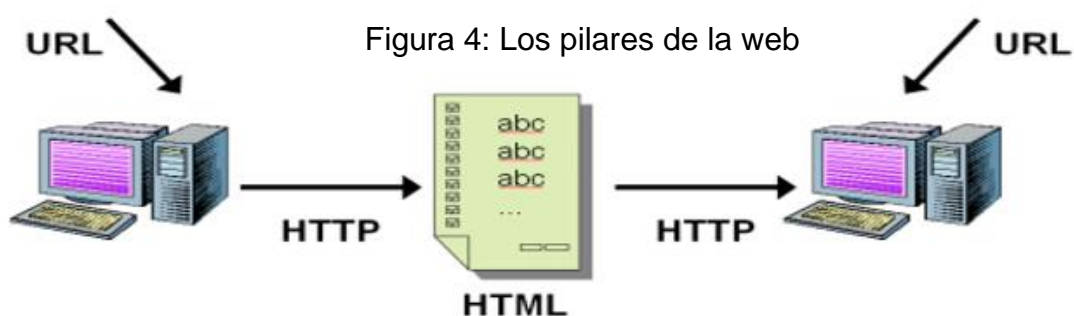 URL
Figura 4: Los pilares de la web
URL
abc
abc
abc
...
HTTP
HTTP
HTML